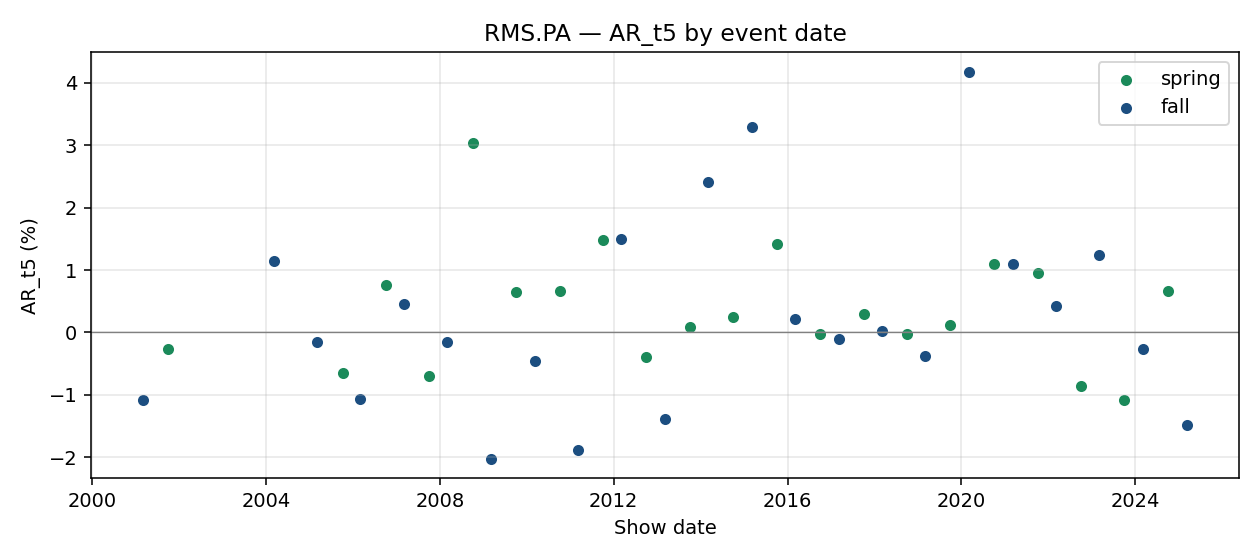 RMS.PA — AR_t5 by event date
spring
fall
AR_t5 (%)
4
3
2
1
0
−1
−2
2000 2004 2008 2012 2016 2020 2024
Show date